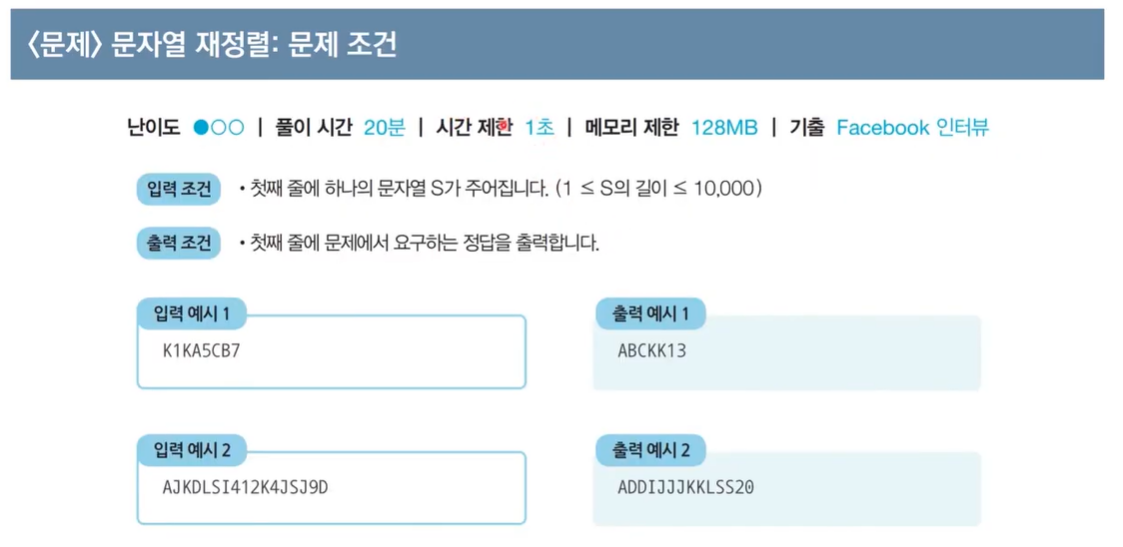 〈문제〉 문자열 재정렬: 문제 조건
난이도 ●○○ | 풀이 시간 20분 | 시간 제한 1초 | 메모리 제한 128MB | 기출 Facebook 인터뷰
입력 조건 • 첫째 줄에 하나의 문자열 S가 주어집니다. (1 ≤ S의 길이 ≤ 10,000)
출력 조건 • 첫째 줄에 문제에서 요구하는 정답을 출력합니다.
입력 예시 1
K1KA5CB7
출력 예시 1
ABCKK13
입력 예시 2
AJKDLSI412K4JSJ9D
출력 예시 2
ADDIJJJKKLSS20